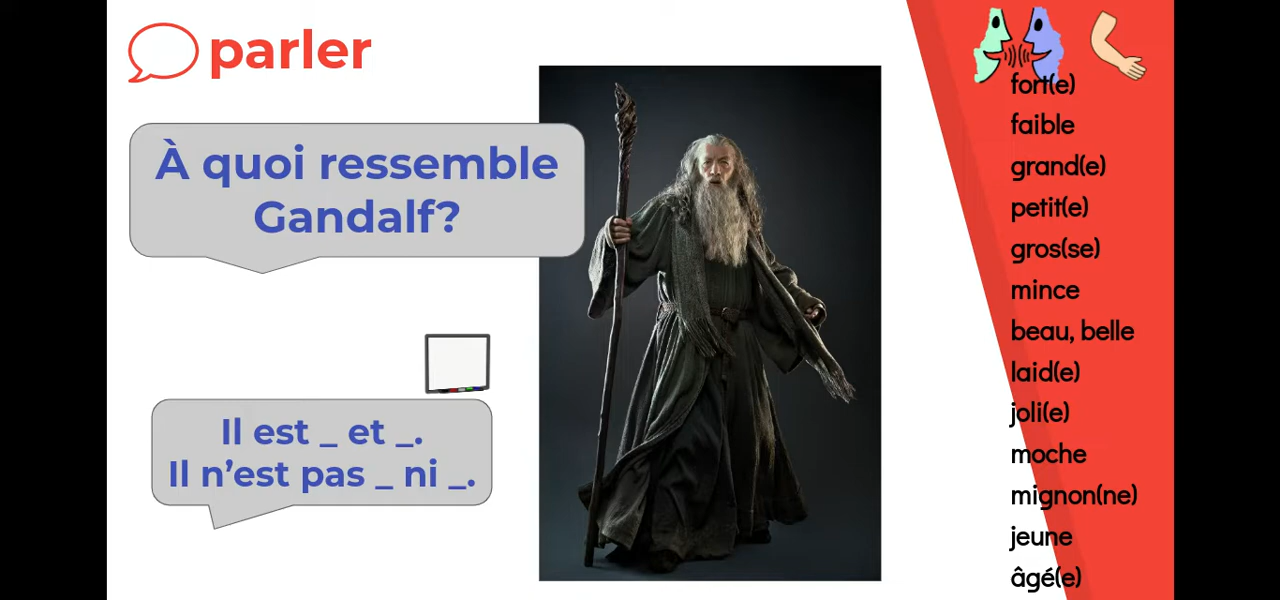 parler
À quoi ressemble
Gandalf?
Il est _ et _.
Il n’est pas _ ni _.
fort(e)
faible
grand(e)
petit(e)
gros(se)
mince
beau, belle
laid(e)
joli(e)
moche
mignon(ne)
jeune
âgé(e)